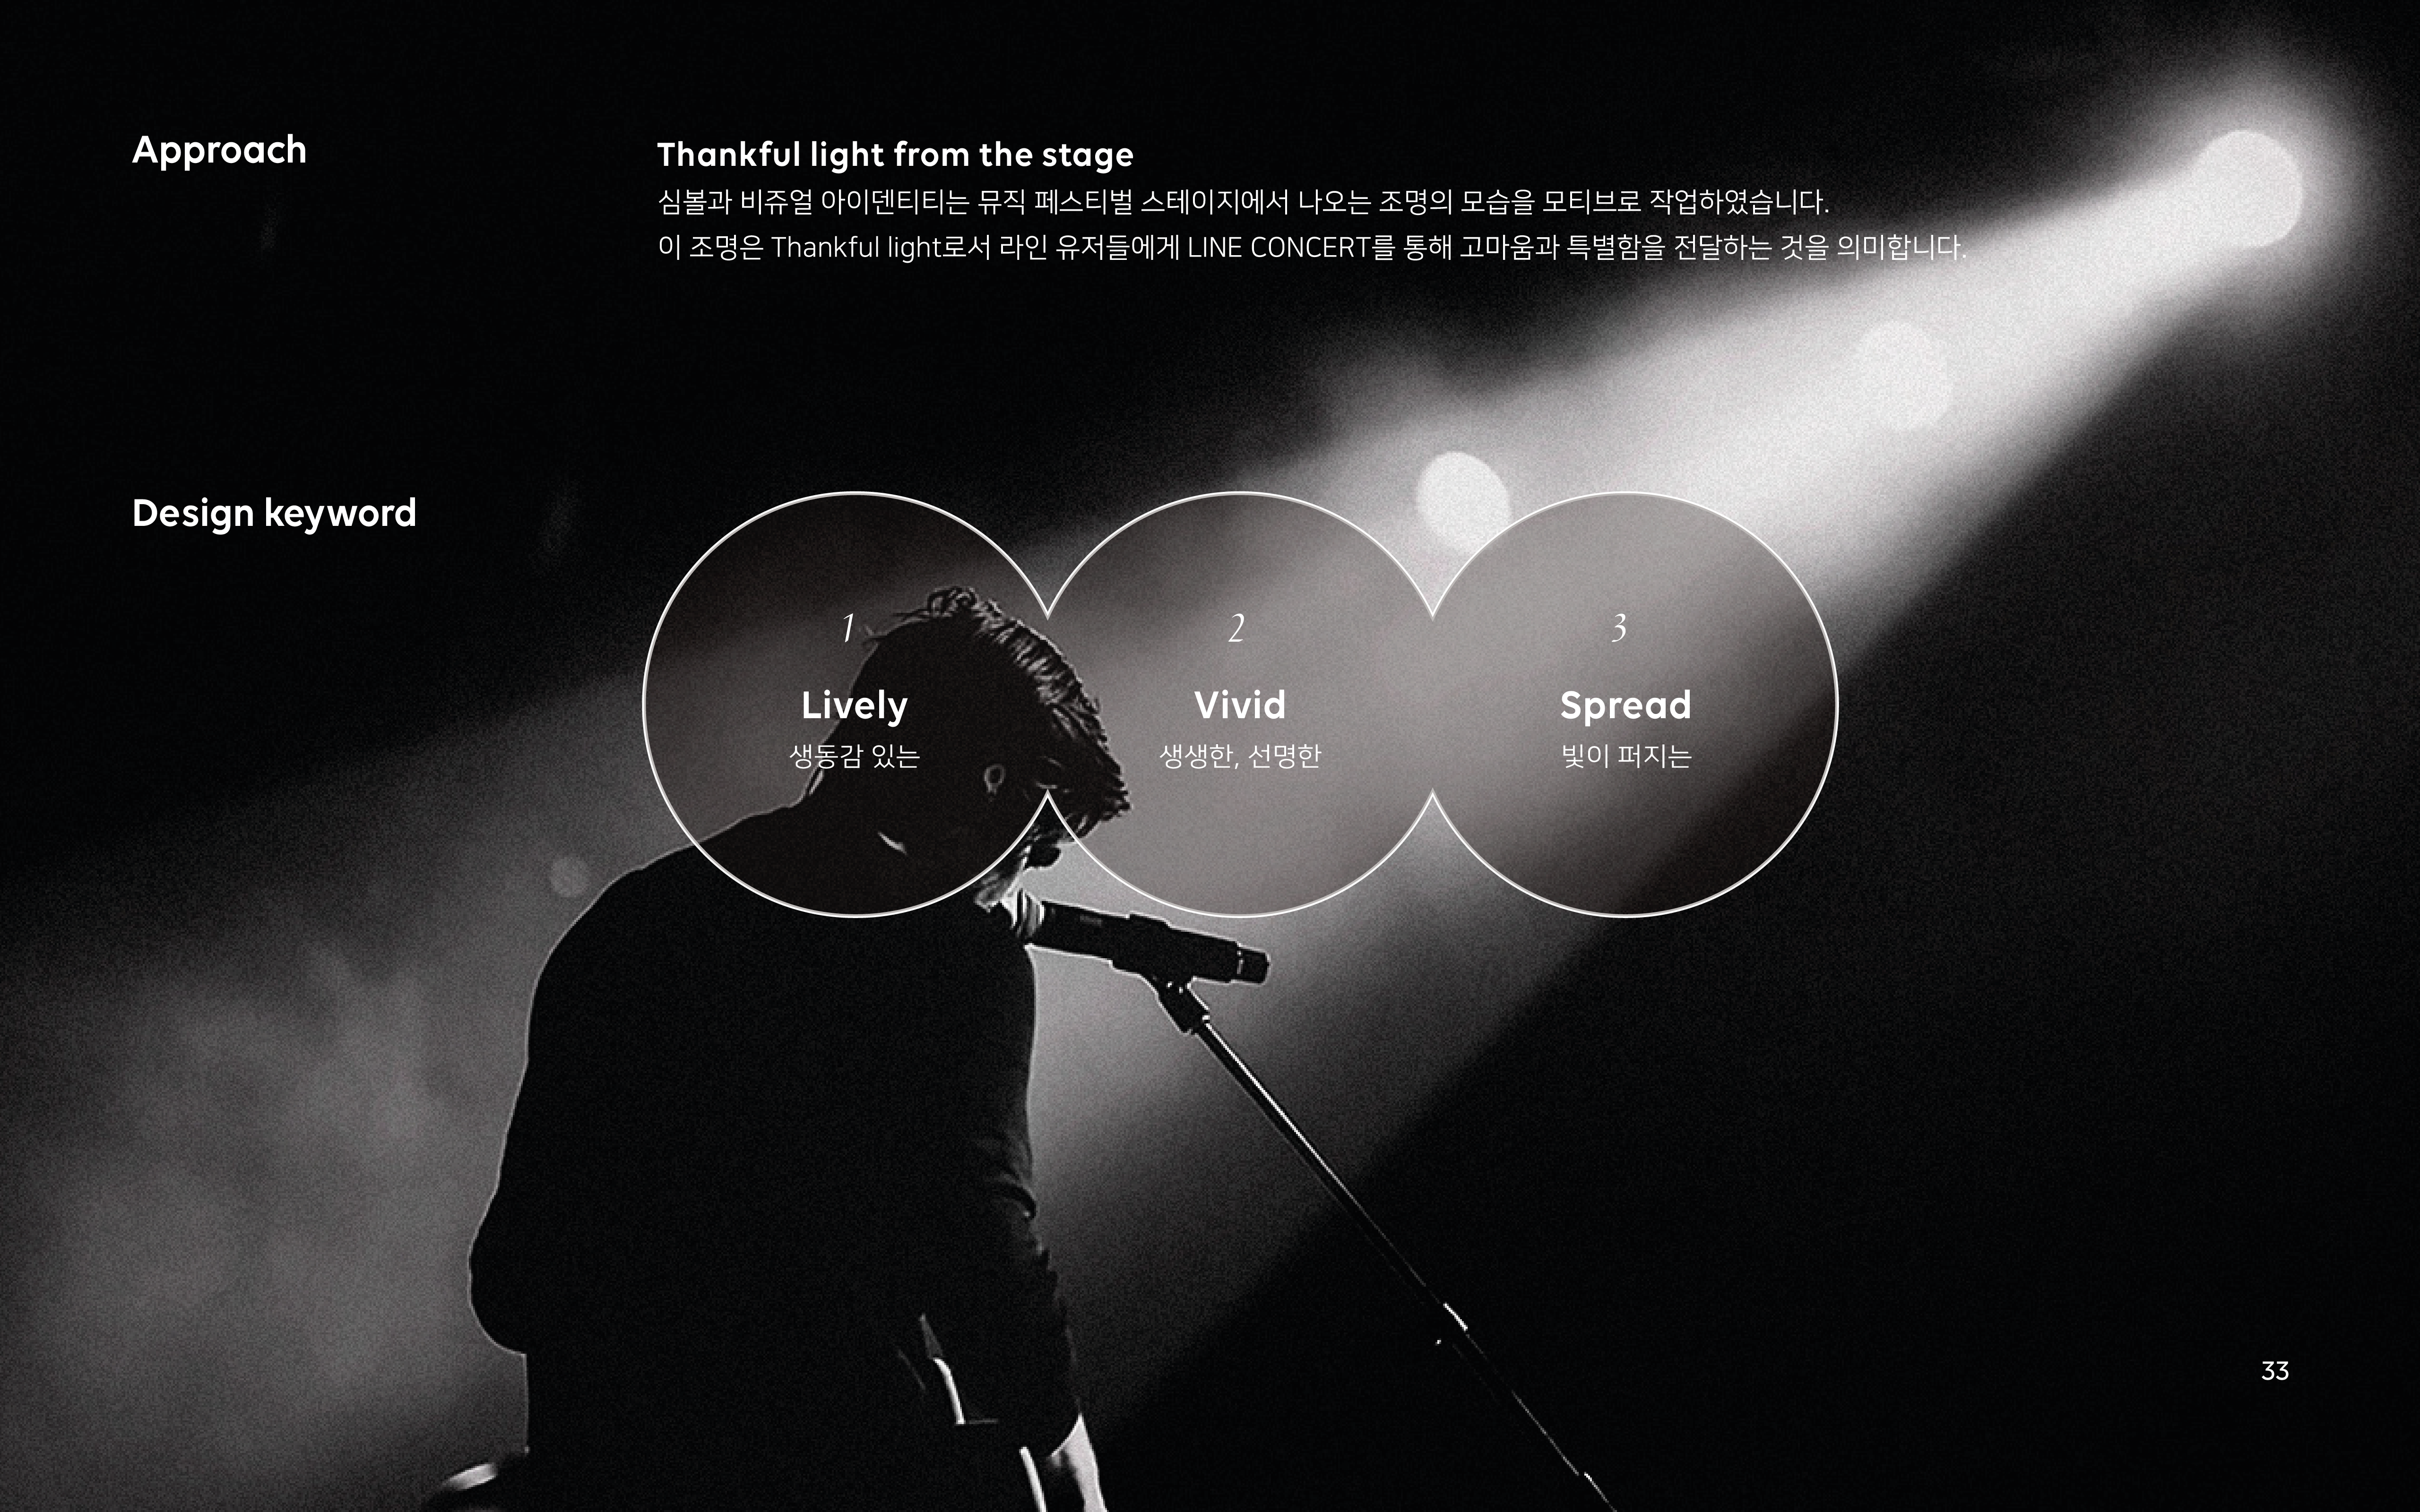 Approach
Thankful light from the stage
심볼과 비쥬얼 아이덴티티는 뮤직 페스티벌 스테이지에서 나오는 조명의 모습을 모티브로 작업하였습니다.
이 조명은 Thankful light로서 라인 유저들에게 LINE CONCERT를 통해 고마움과 특별함을 전달하는 것을 의미합니다.
Design keyword
1
Lively
생동감 있는
2
Vivid
생생한, 선명한
3
Spread
빛이 퍼지는
33